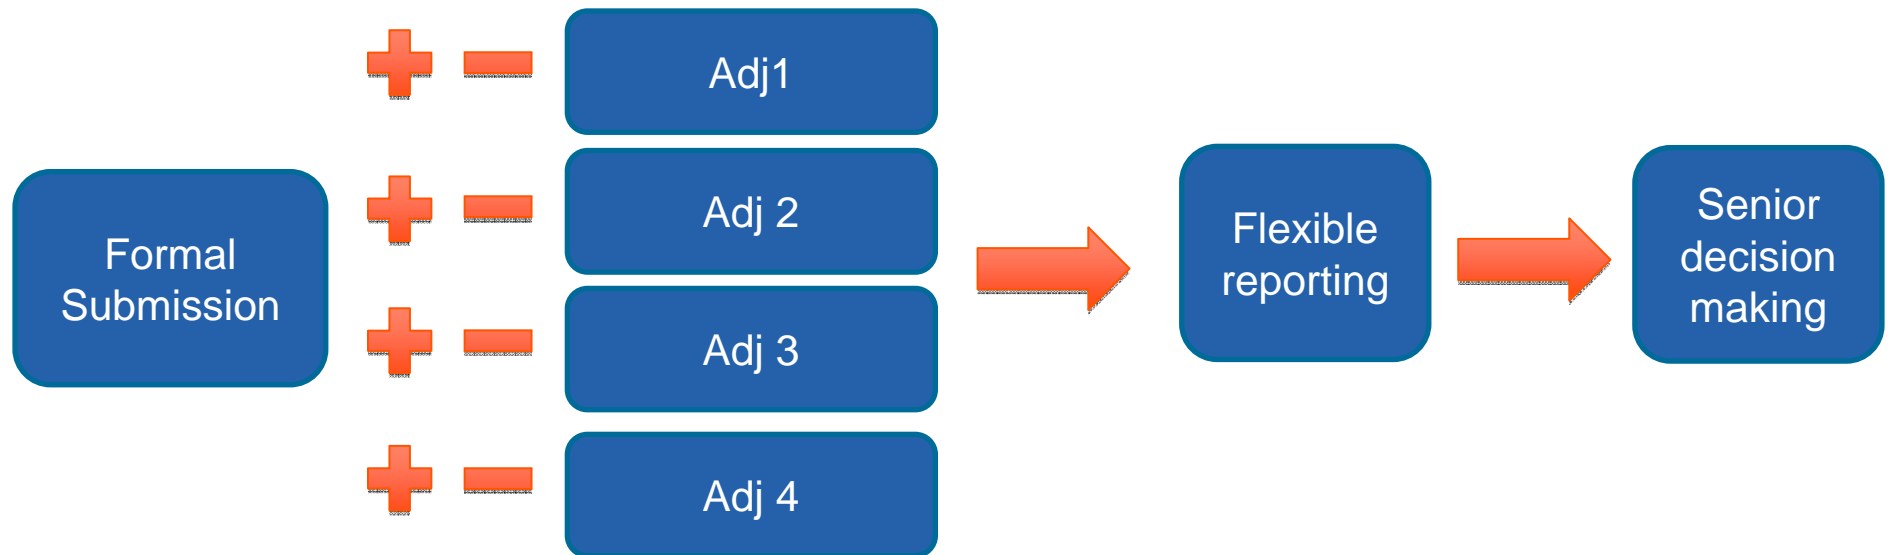 Formal
Submission
Adj1
Adj 2
Adj 3
Adj 4
Flexible
reporting
Senior
decision
making